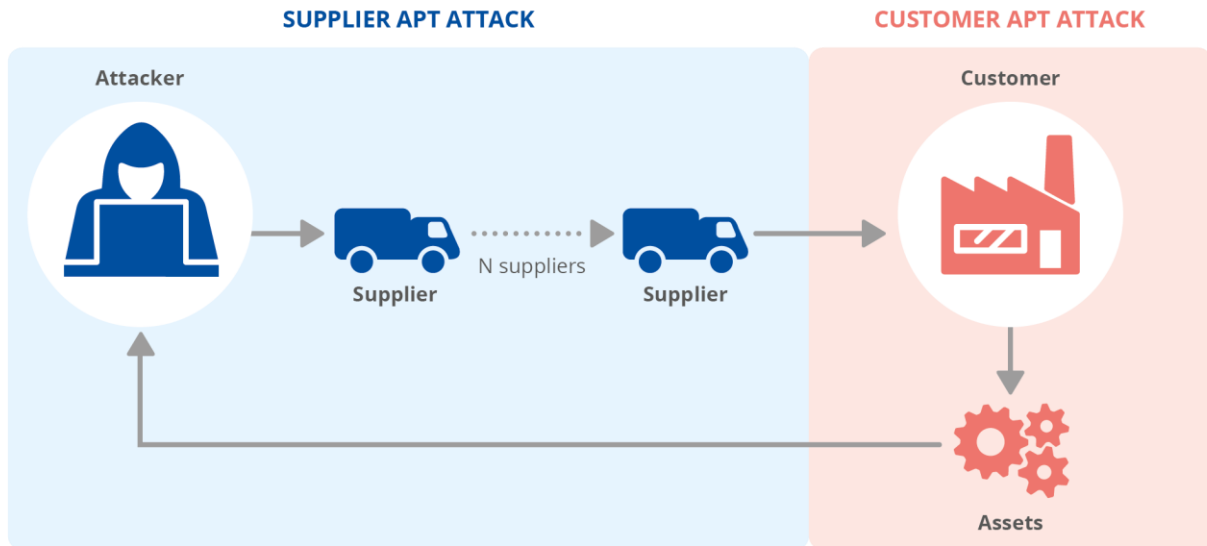 SUPPLIER APT ATTACK
CUSTOMER APT ATTACK
Attacker
Customer
N suppliers
Supplier
Supplier
Assets